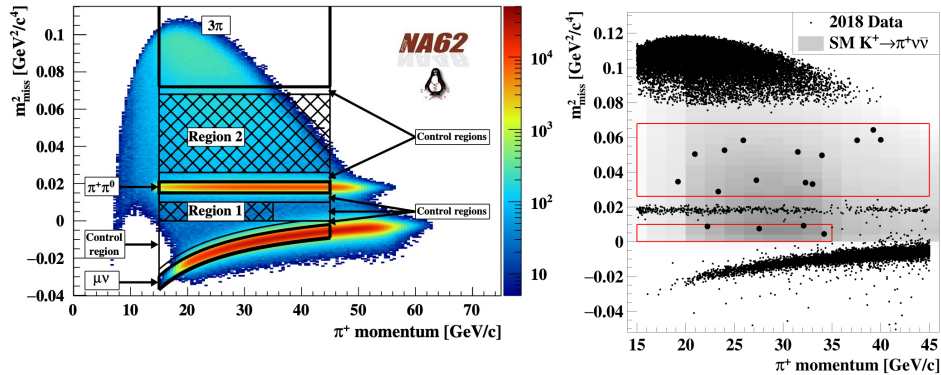 m²miss [GeV²/c⁴]
0.1
0.08
0.06
0.04
0.02
0
−0.02
−0.04
3π
Region 2
π⁺π⁰
Region 1
Control region
μν
Control regions
Control regions
NA62
0 10 20 30 40 50 60 70
π⁺ momentum [GeV/c]
10⁴
10³
10²
10
m²miss [GeV²/c⁴]
0.12
0.1
0.08
0.06
0.04
0.02
0
−0.02
−0.04
2018 Data
SM K⁺→π⁺νν̅
15 20 25 30 35 40 45
π⁺ momentum [GeV/c]